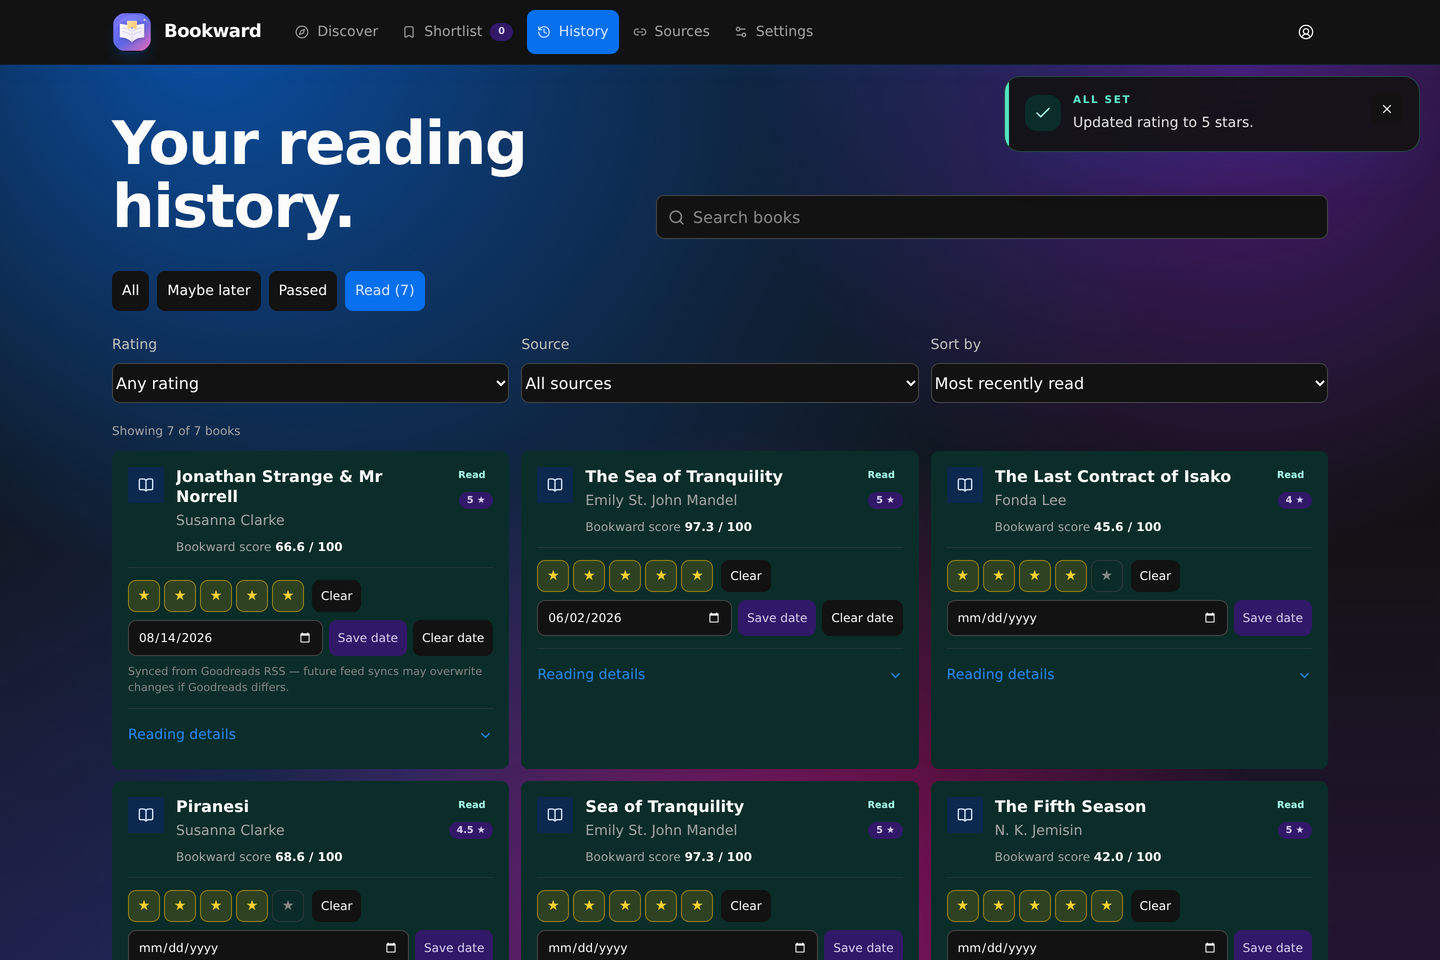 Bookward
Discover
Shortlist 0
History
Sources
Settings
ALL SET
Updated rating to 5 stars.
Your reading
history.
Search books
All
Maybe later
Passed
Read (7)
Rating
Source
Sort by
Any rating
All sources
Most recently read
Showing 7 of 7 books
Jonathan Strange & Mr
Norrell
Read
5 ★
Susanna Clarke
Bookward score 66.6 / 100
★ ★ ★ ★ ★ Clear
08/14/2026 Save date Clear date
Synced from Goodreads RSS — future feed syncs may overwrite
changes if Goodreads differs.
Reading details
The Sea of Tranquility
Read
Emily St. John Mandel
5 ★
Bookward score 97.3 / 100
★ ★ ★ ★ ★ Clear
06/02/2026 Save date Clear date
Reading details
The Last Contract of Isako
Read
Fonda Lee
4 ★
Bookward score 45.6 / 100
★ ★ ★ ★ ★ Clear
mm/dd/yyyy Save date
Reading details
Piranesi
Read
Susanna Clarke
4.5 ★
Bookward score 68.6 / 100
★ ★ ★ ★ ★ Clear
mm/dd/yyyy Save date
Sea of Tranquility
Read
Emily St. John Mandel
5 ★
Bookward score 97.3 / 100
★ ★ ★ ★ ★ Clear
mm/dd/yyyy Save date
The Fifth Season
Read
N. K. Jemisin
5 ★
Bookward score 42.0 / 100
★ ★ ★ ★ ★ Clear
mm/dd/yyyy Save date